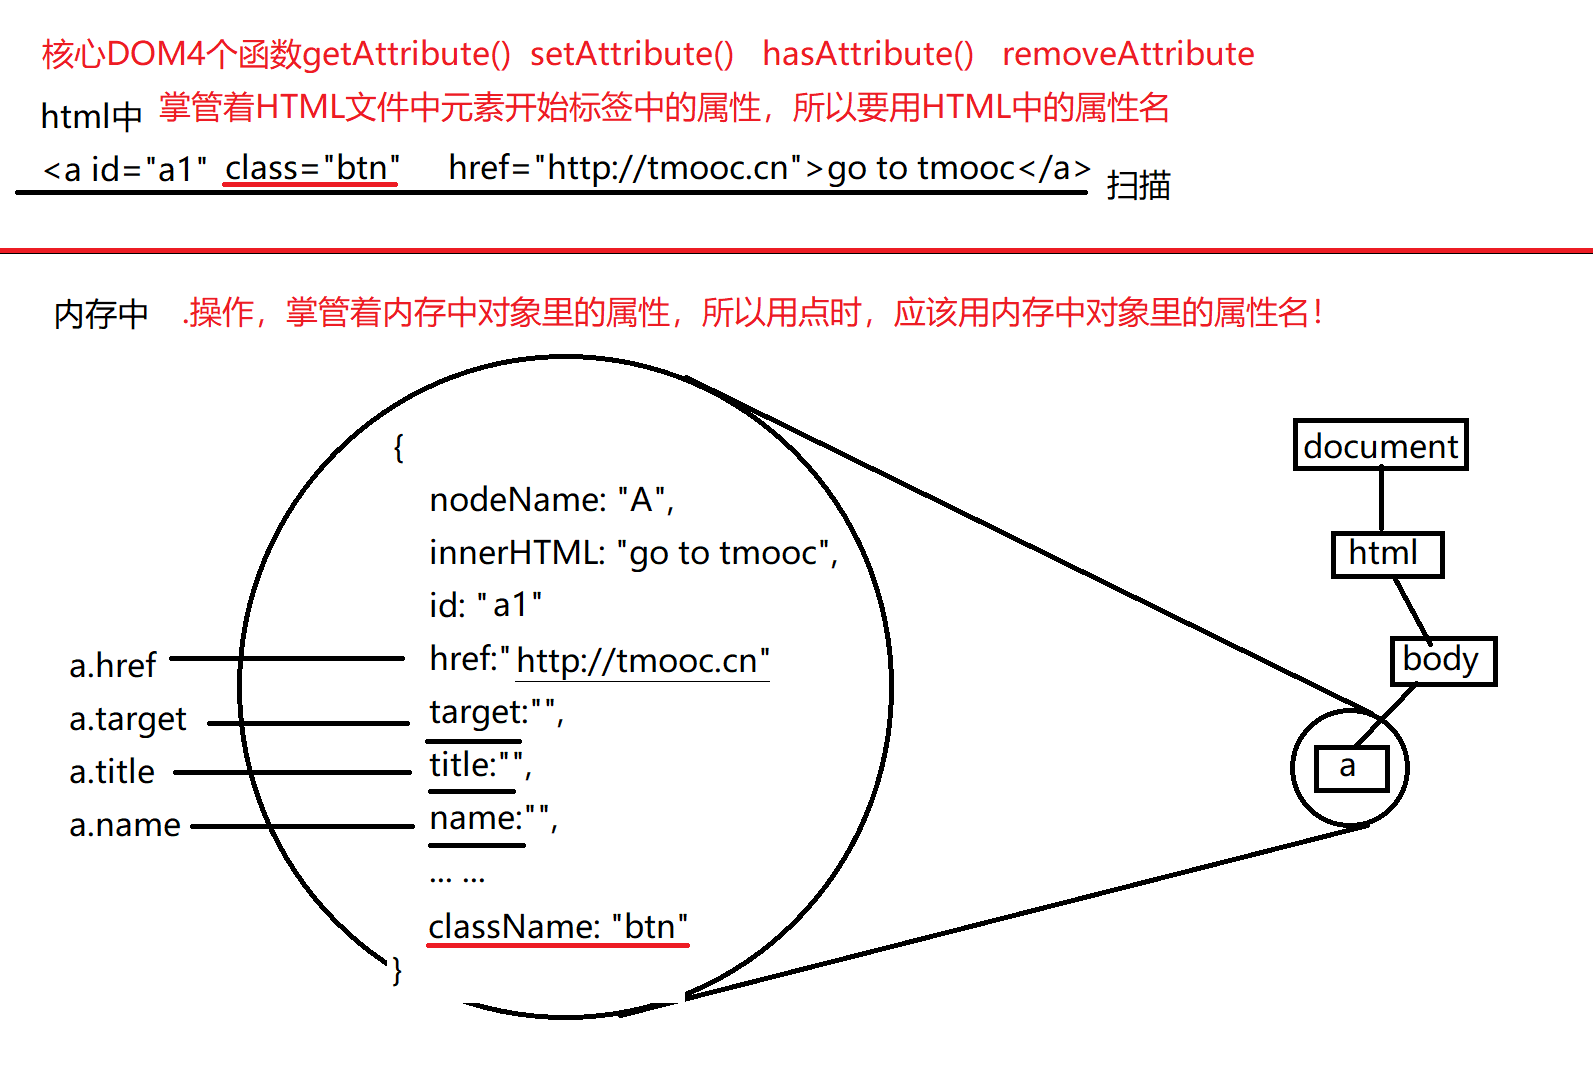 核心DOM4个函数getAttribute()  setAttribute()   hasAttribute()   removeAttribute
html中 掌管着HTML文件中元素开始标签中的属性，所以要用HTML中的属性名
<a id="a1" class="btn"     href="http://tmooc.cn">go to tmooc</a> 扫描
内存中   .操作，掌管着内存中对象里的属性，所以用点时，应该用内存中对象里的属性名！
{
nodeName: "A",
innerHTML: "go to tmooc",
id: "a1"
a.href href:"http://tmooc.cn"
a.target target:"",
a.title title:"",
a.name name:"",
... ...
className: "btn"
}
document
html
body
a